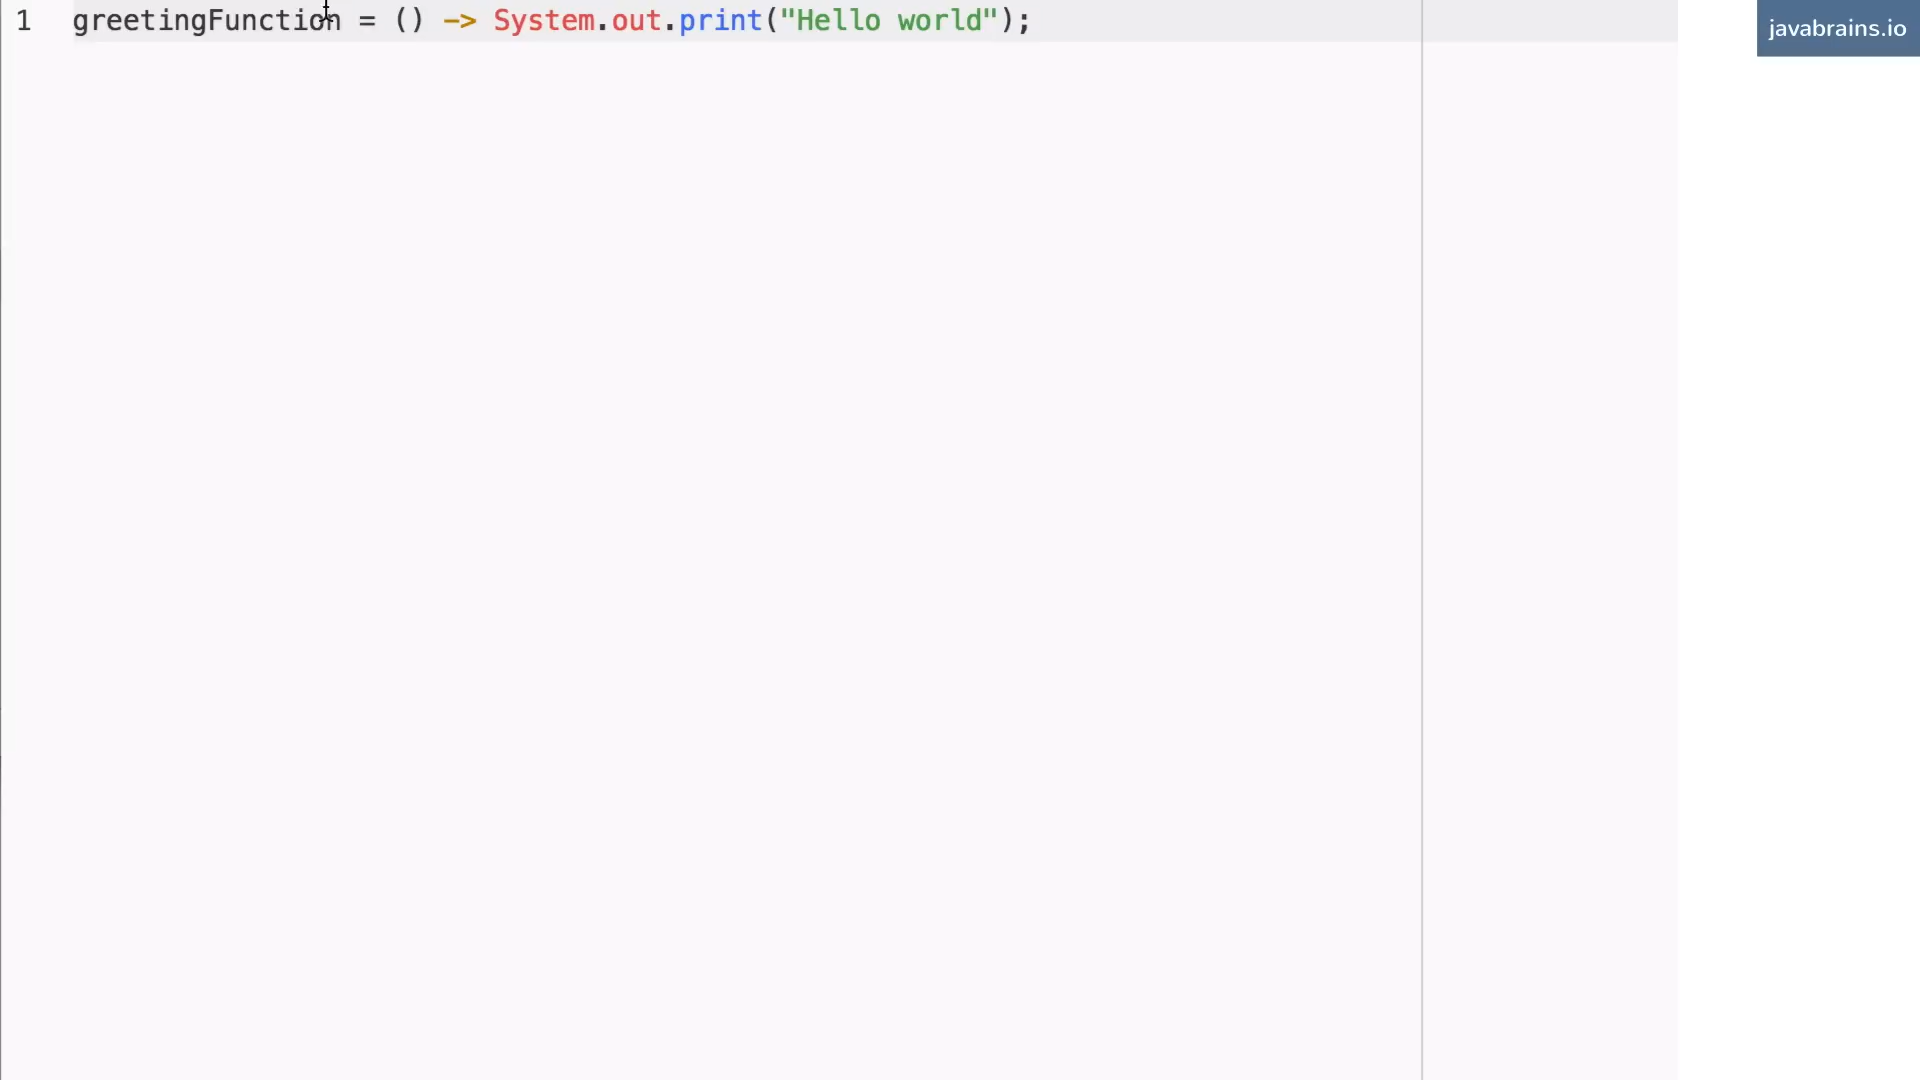 1 greetingFunction = () -> System.out.print("Hello world");
javabrains.io